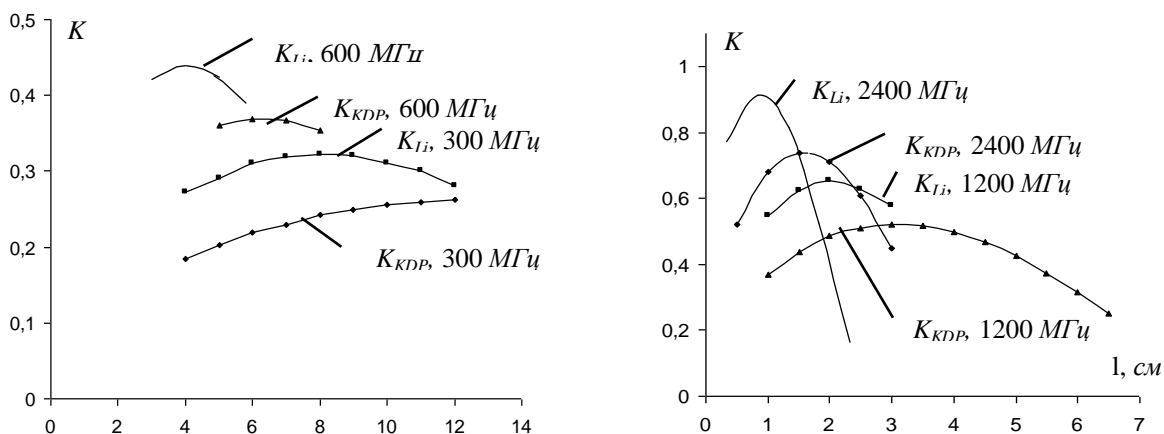 0,5
0,4
0,3
0,2
0,1
0
K
K_Li, 600 МГц
K_KDP, 600 МГц
K_Li, 300 МГц
K_KDP, 300 МГц
0 2 4 6 8 10 12 14
1
0,8
0,6
0,4
0,2
0
K
K_Li, 2400 МГц
K_KDP, 2400 МГц
K_Li, 1200 МГц
K_KDP, 1200 МГц
l, см
0 1 2 3 4 5 6 7